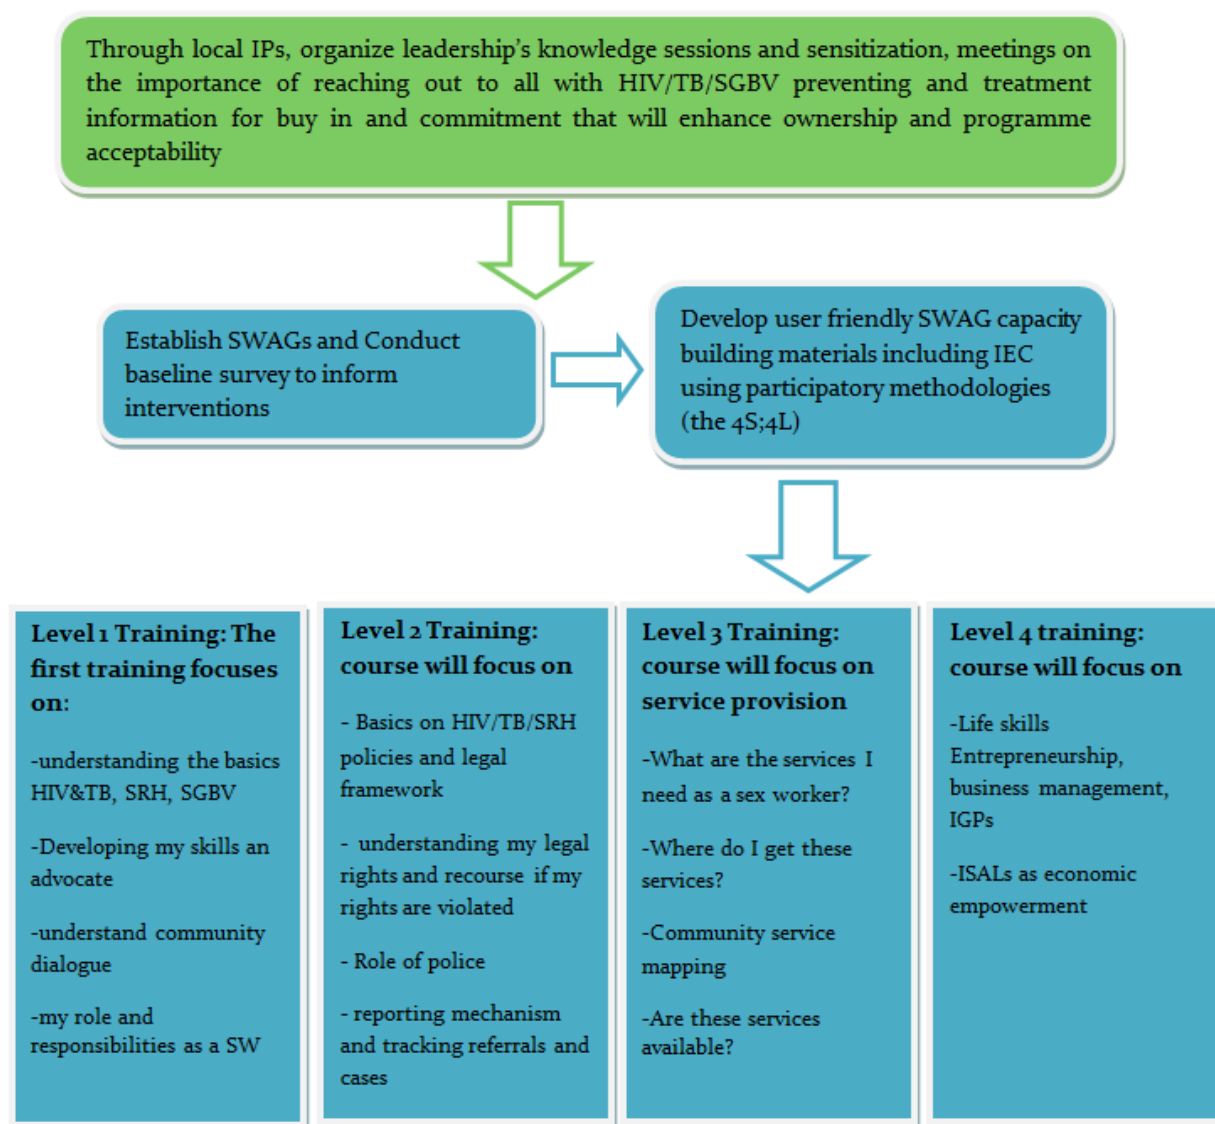 Through local IPs, organize leadership's knowledge sessions and sensitization, meetings on
the importance of reaching out to all with HIV/TB/SGBV preventing and treatment
information for buy in and commitment that will enhance ownership and programme
acceptability
Establish SWAGs and Conduct
baseline survey to inform
interventions
Develop user friendly SWAG capacity
building materials including IEC
using participatory methodologies
(the 4S;4L)
Level 1 Training: The
first training focuses
on:
-understanding the basics
HIV&TB, SRH, SGBV
-Developing my skills an
advocate
-understand community
dialogue
-my role and
responsibilities as a SW
Level 2 Training:
course will focus on
- Basics on HIV/TB/SRH
policies and legal
framework
- understanding my legal
rights and recourse if my
rights are violated
- Role of police
- reporting mechanism
and tracking referrals and
cases
Level 3 Training:
course will focus on
service provision
-What are the services I
need as a sex worker?
-Where do I get these
services?
-Community service
mapping
-Are these services
available?
Level 4 training:
course will focus on
-Life skills
Entrepreneurship,
business management,
IGPs
-ISALs as economic
empowerment